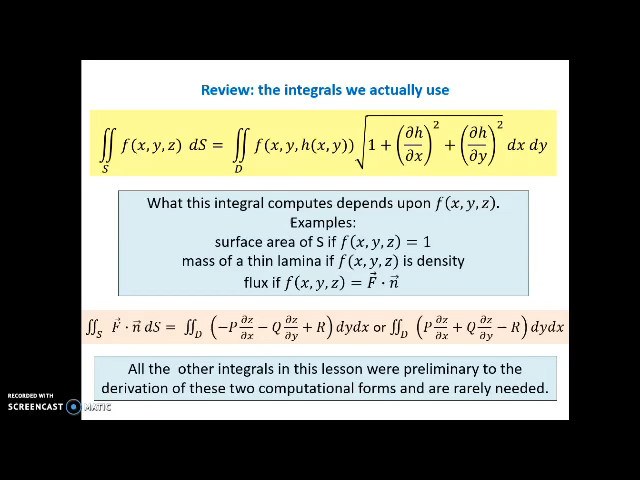 Review: the integrals we actually use
∬_S f(x, y, z) dS = ∬_D f(x, y, h(x, y)) √(1 + (∂h/∂x)² + (∂h/∂y)²) dx dy
What this integral computes depends upon f(x, y, z).
Examples:
surface area of S if f(x, y, z) = 1
mass of a thin lamina if f(x, y, z) is density
flux if f(x, y, z) = F⃗ · n⃗
∬_S F⃗ · n⃗ dS = ∬_D (−P ∂z/∂x − Q ∂z/∂y + R) dydx or ∬_D (P ∂z/∂x + Q ∂z/∂y − R) dydx
All the other integrals in this lesson were preliminary to the
derivation of these two computational forms and are rarely needed.
RECORDED WITH
SCREENCAST MATIC